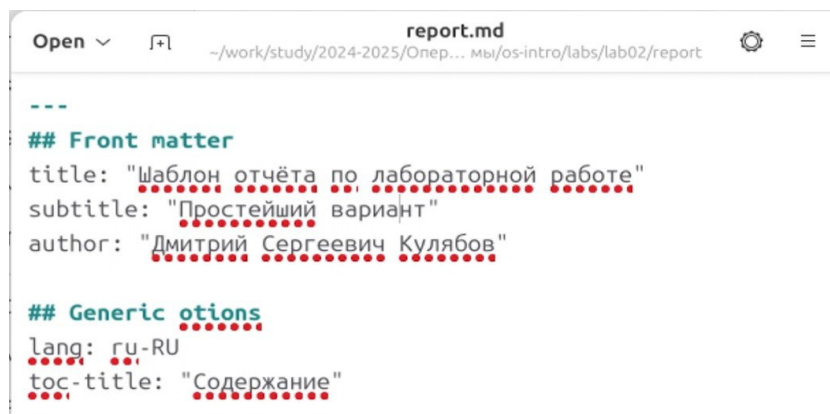 Open
report.md
~/work/study/2024-2025/Опер... мы/os-intro/labs/lab02/report
---
## Front matter
title: "Шаблон отчёта по лабораторной работе"
subtitle: "Простейший вариант"
author: "Дмитрий Сергеевич Кулябов"
## Generic otions
lang: ru-RU
toc-title: "Содержание"